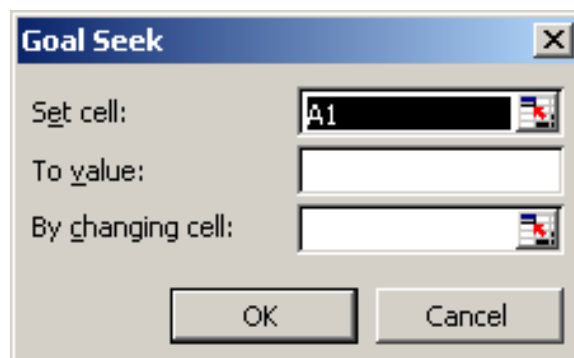 Goal Seek
Set cell: A1
To value:
By changing cell:
OK Cancel